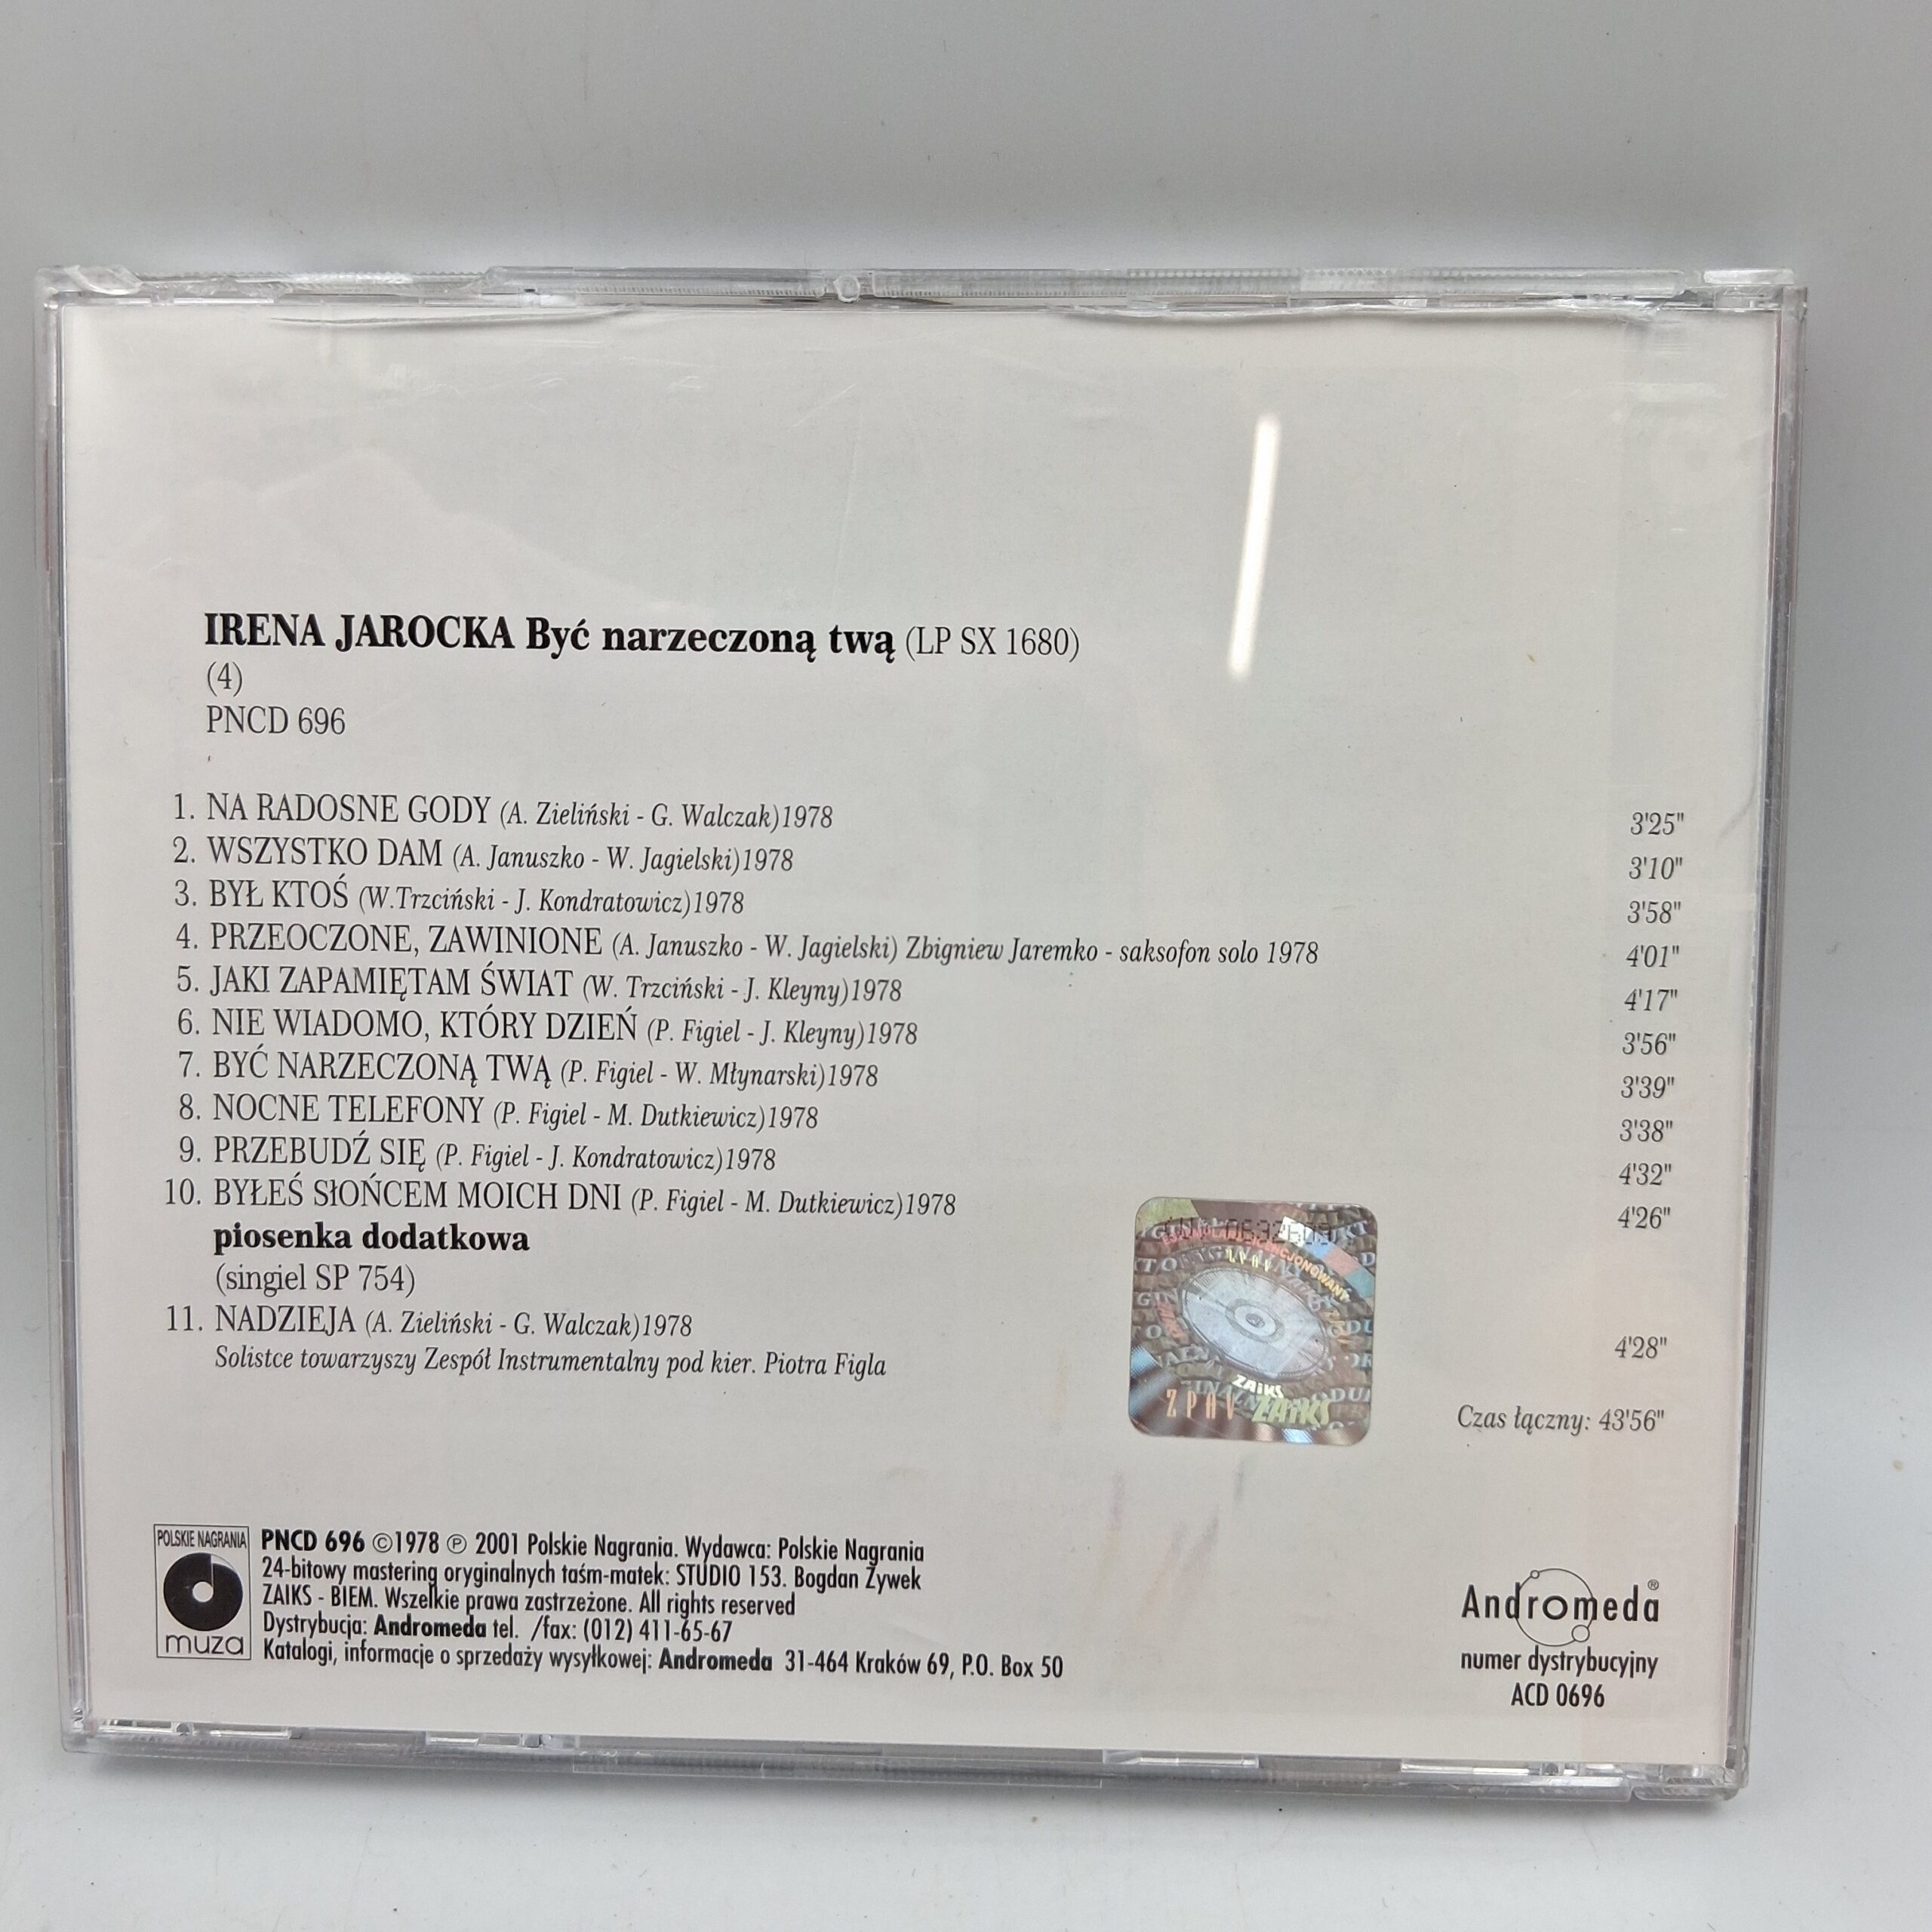 IRENA JAROCKA Być narzeczoną twą (LP SX 1680)
(4)
PNCD 696
1. NA RADOSNE GODY (A. Zieliński - G. Walczak)1978 3'25"
2. WSZYSTKO DAM (A. Januszko - W. Jagielski)1978 3'10"
3. BYŁ KTOŚ (W.Trzciński - J. Kondratowicz)1978 3'58"
4. PRZEOCZONE, ZAWINIONE (A. Januszko - W. Jagielski) Zbigniew Jaremko - saksofon solo 1978 4'01"
5. JAKI ZAPAMIĘTAM ŚWIAT (W. Trzciński - J. Kleyny)1978 4'17"
6. NIE WIADOMO, KTÓRY DZIEŃ (P. Figiel - J. Kleyny)1978 3'56"
7. BYĆ NARZECZONĄ TWĄ (P. Figiel - W. Młynarski)1978 3'39"
8. NOCNE TELEFONY (P. Figiel - M. Dutkiewicz)1978 3'38"
9. PRZEBUDŹ SIĘ (P. Figiel - J. Kondratowicz)1978 4'32"
10. BYŁEŚ SłOŃCEM MOICH DNI (P. Figiel - M. Dutkiewicz)1978 4'26"
piosenka dodatkowa
(singiel SP 754)
11. NADZIEJA (A. Zieliński - G. Walczak)1978 4'28"
Solistce towarzyszy Zespół Instrumentalny pod kier. Piotra Figla
Czas łączny: 43'56"
ZAIKS
ZPAV ZAIKS
POLSKIE NAGRANIA
muza
PNCD 696 ©1978 ℗ 2001 Polskie Nagrania. Wydawca: Polskie Nagrania
24-bitowy mastering oryginalnych taśm-matek: STUDIO 153. Bogdan Żywek
ZAIKS - BIEM. Wszelkie prawa zastrzeżone. All rights reserved
Dystrybucja: Andromeda tel. /fax: (012) 411-65-67
Katalogi, informacje o sprzedaży wysyłkowej: Andromeda 31-464 Kraków 69, P.O. Box 50
Andromeda®
numer dystrybucyjny
ACD 0696